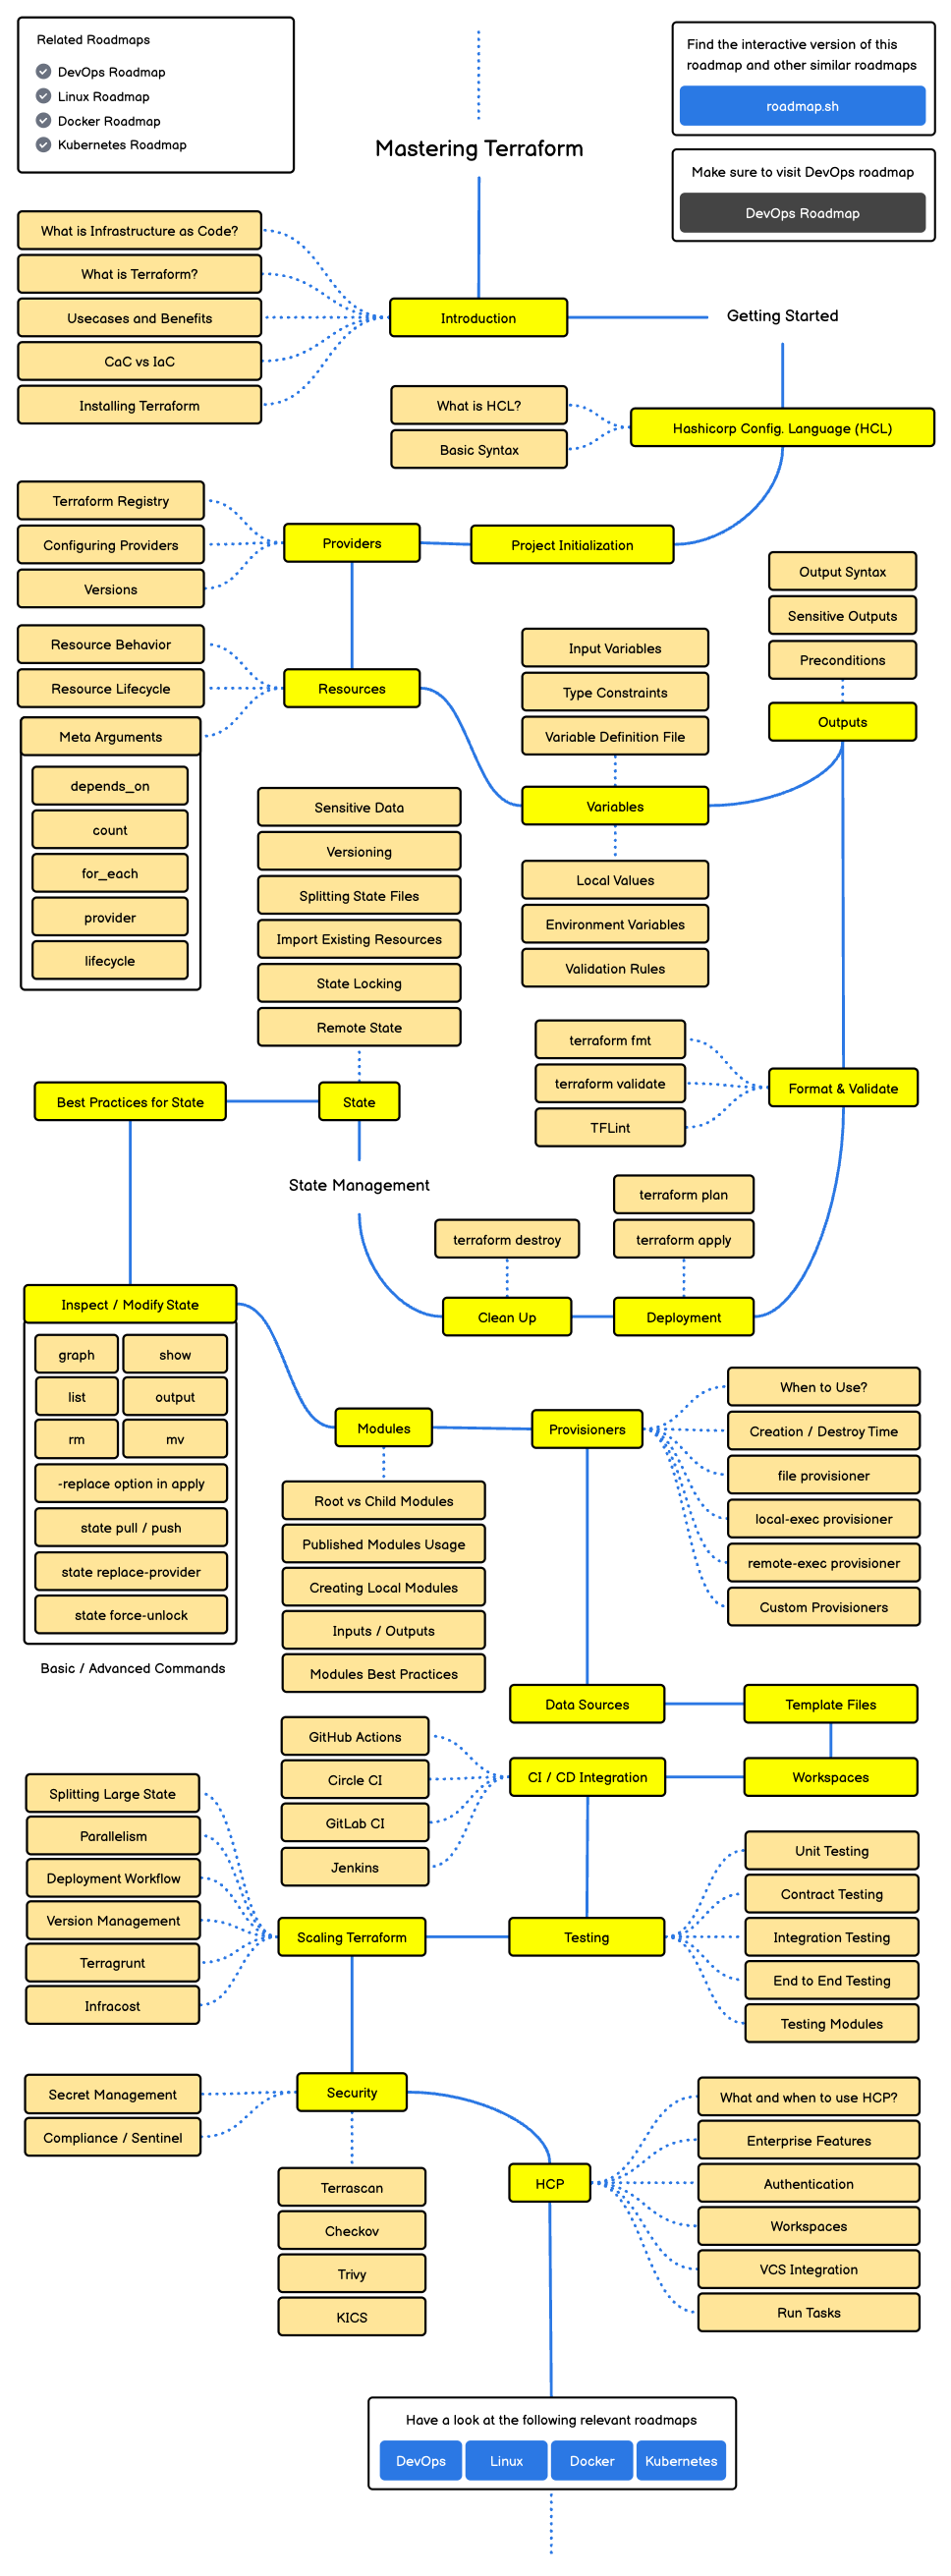 Related Roadmaps
DevOps Roadmap
Linux Roadmap
Docker Roadmap
Kubernetes Roadmap
Find the interactive version of this
roadmap and other similar roadmaps
roadmap.sh
Make sure to visit DevOps roadmap
DevOps Roadmap
Mastering Terraform
What is Infrastructure as Code?
What is Terraform?
Usecases and Benefits
CaC vs IaC
Installing Terraform
Introduction
Getting Started
What is HCL?
Basic Syntax
Hashicorp Config. Language (HCL)
Terraform Registry
Configuring Providers
Versions
Providers
Project Initialization
Resource Behavior
Resource Lifecycle
Meta Arguments
depends_on
count
for_each
provider
lifecycle
Resources
Input Variables
Type Constraints
Variable Definition File
Variables
Local Values
Environment Variables
Validation Rules
Output Syntax
Sensitive Outputs
Preconditions
Outputs
Sensitive Data
Versioning
Splitting State Files
Import Existing Resources
State Locking
Remote State
terraform fmt
terraform validate
TFLint
Format & Validate
Best Practices for State
State
State Management
terraform plan
terraform apply
terraform destroy
Clean Up
Deployment
Inspect / Modify State
graph
show
list
output
rm
mv
-replace option in apply
state pull / push
state replace-provider
state force-unlock
Basic / Advanced Commands
Modules
Root vs Child Modules
Published Modules Usage
Creating Local Modules
Inputs / Outputs
Modules Best Practices
Provisioners
When to Use?
Creation / Destroy Time
file provisioner
local-exec provisioner
remote-exec provisioner
Custom Provisioners
Data Sources
Template Files
GitHub Actions
Circle CI
GitLab CI
Jenkins
CI / CD Integration
Workspaces
Splitting Large State
Parallelism
Deployment Workflow
Version Management
Terragrunt
Infracost
Scaling Terraform
Testing
Unit Testing
Contract Testing
Integration Testing
End to End Testing
Testing Modules
Secret Management
Compliance / Sentinel
Security
Terrascan
Checkov
Trivy
KICS
HCP
What and when to use HCP?
Enterprise Features
Authentication
Workspaces
VCS Integration
Run Tasks
Have a look at the following relevant roadmaps
DevOps
Linux
Docker
Kubernetes